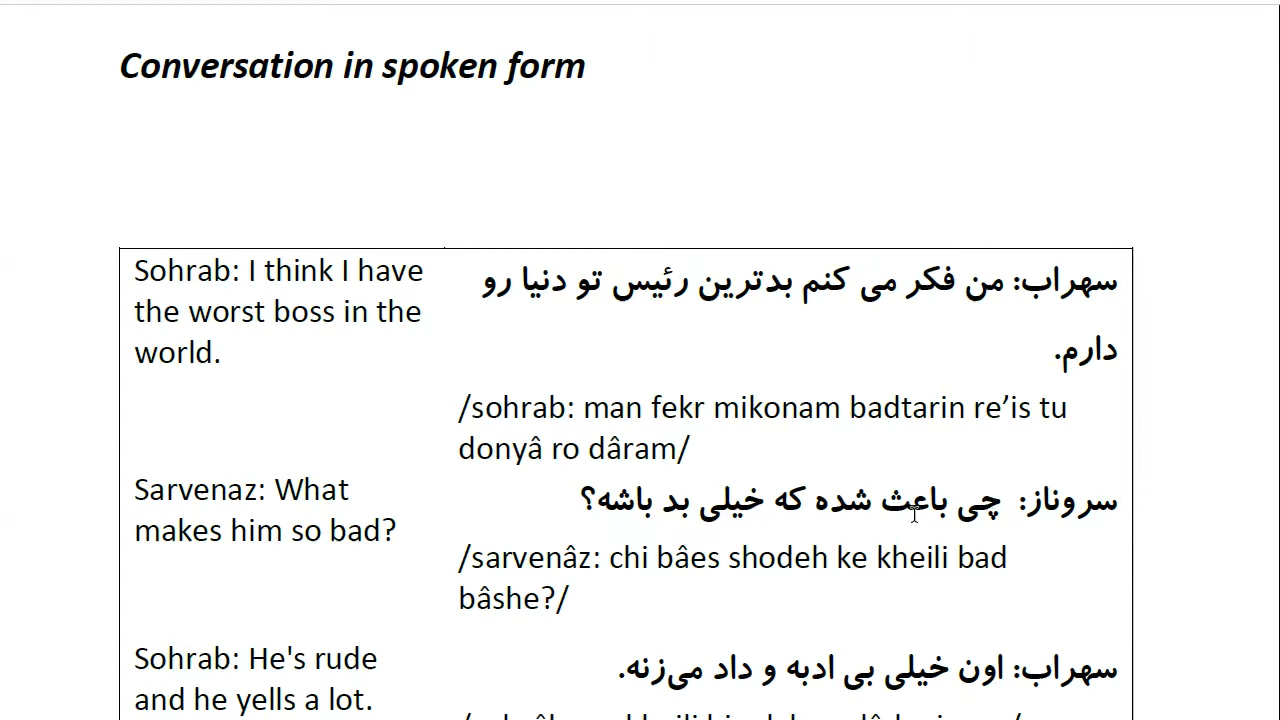 Conversation in spoken form
Sohrab: I think I have
the worst boss in the
world.
سهراب: من فکر می کنم بدترین رئیس تو دنیا رو
دارم.
/sohrab: man fekr mikonam badtarin re’is tu
donyâ ro dâram/
Sarvenaz: What
makes him so bad?
سروناز: چی باعث شده که خیلی بد باشه؟
/sarvenâz: chi bâes shodeh ke kheili bad
bâshe?/
Sohrab: He's rude
and he yells a lot.
سهراب: اون خیلی بی ادبه و داد می‌زنه.